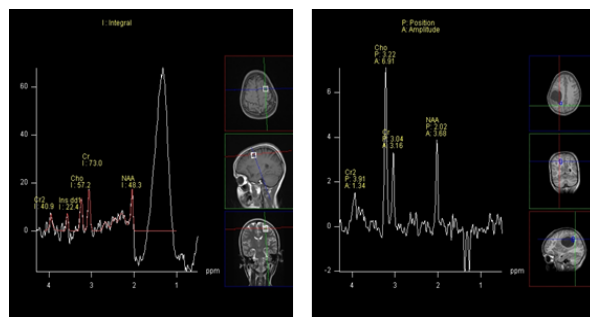 I : Integral
60
40
20
0
Cr
I : 73.0
Cho
I : 57.2
NAA
I : 48.3
Cr2
I : 40.9
Ins dd1
I : 22.4
4
3
2
1
ppm
P: Position
A: Amplitude
Cho
P: 3.22
A: 6.91
6
4
2
0
-2
Cr
P: 3.04
A: 3.16
NAA
P: 2.02
A: 3.68
Cr2
P: 3.91
A: 1.34
4
3
2
1
ppm